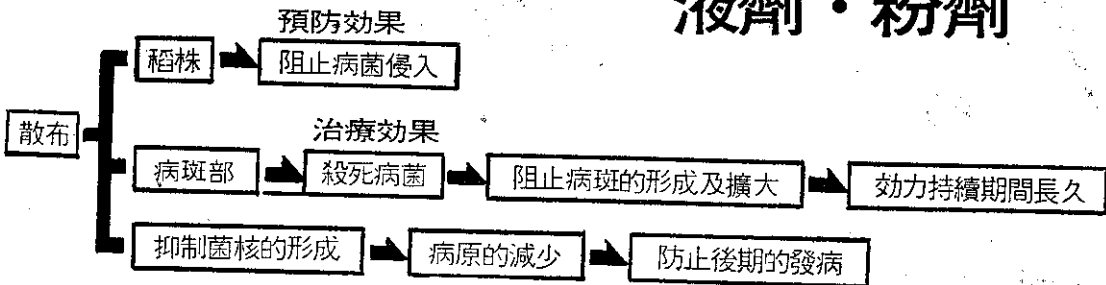 液劑・粉劑
預防効果
稻株
阻止病菌侵入
散布
治療効果
病斑部
殺死病菌
阻止病斑的形成及擴大
効力持續期間長久
抑制菌核的形成
病原的減少
防止後期的發病